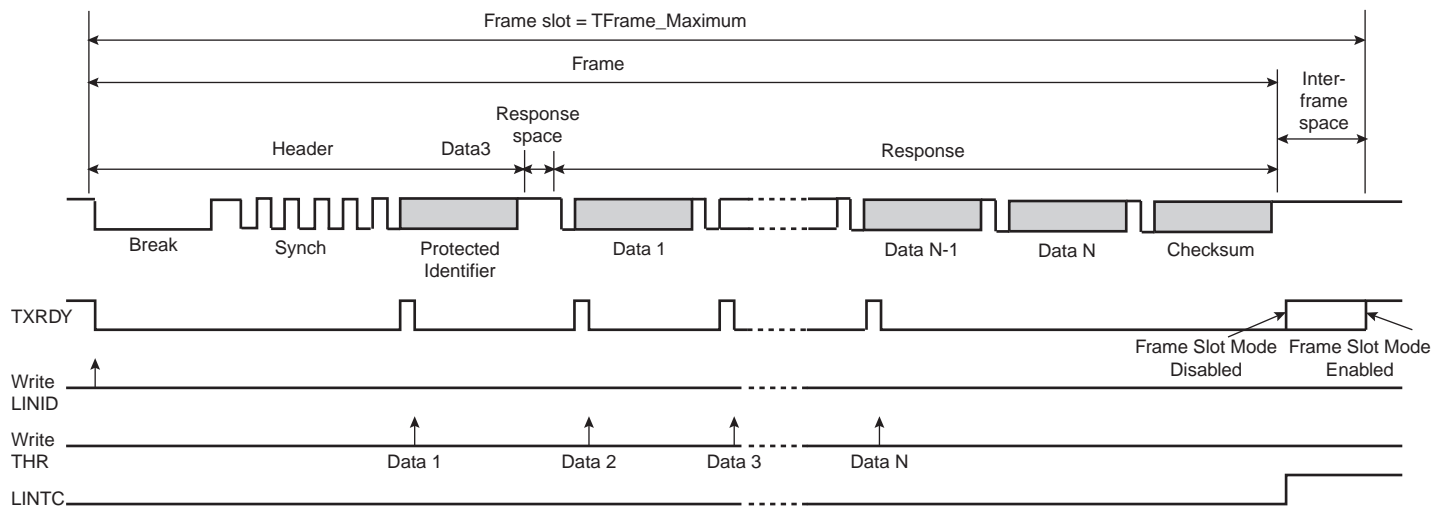 Frame slot = TFrame_Maximum
Frame
Inter-
frame
space
Response
space
Header
Data3
Response
Break
Synch
Protected
Identifier
Data 1
Data N-1
Data N
Checksum
TXRDY
Frame Slot Mode
Disabled
Frame Slot Mode
Enabled
Write
LINID
Write
THR
Data 1
Data 2
Data 3
Data N
LINTC